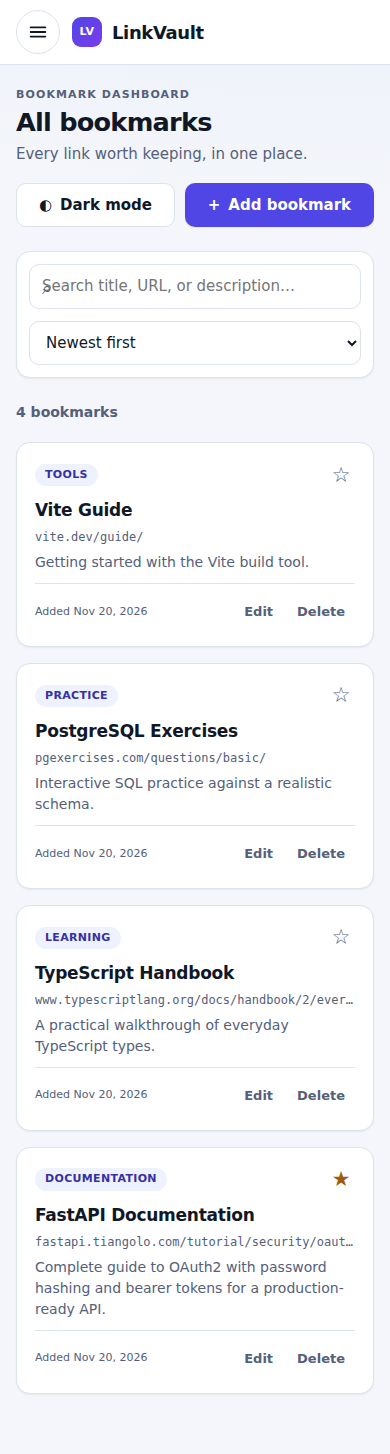 LV LinkVault
BOOKMARK DASHBOARD
All bookmarks
Every link worth keeping, in one place.
Dark mode
+ Add bookmark
Search title, URL, or description…
Newest first
4 bookmarks
TOOLS
Vite Guide
vite.dev/guide/
Getting started with the Vite build tool.
Added Nov 20, 2026 Edit Delete
PRACTICE
PostgreSQL Exercises
pgexercises.com/questions/basic/
Interactive SQL practice against a realistic
schema.
Added Nov 20, 2026 Edit Delete
LEARNING
TypeScript Handbook
www.typescriptlang.org/docs/handbook/2/ever…
A practical walkthrough of everyday
TypeScript types.
Added Nov 20, 2026 Edit Delete
DOCUMENTATION
FastAPI Documentation
fastapi.tiangolo.com/tutorial/security/oaut…
Complete guide to OAuth2 with password
hashing and bearer tokens for a production-
ready API.
Added Nov 20, 2026 Edit Delete